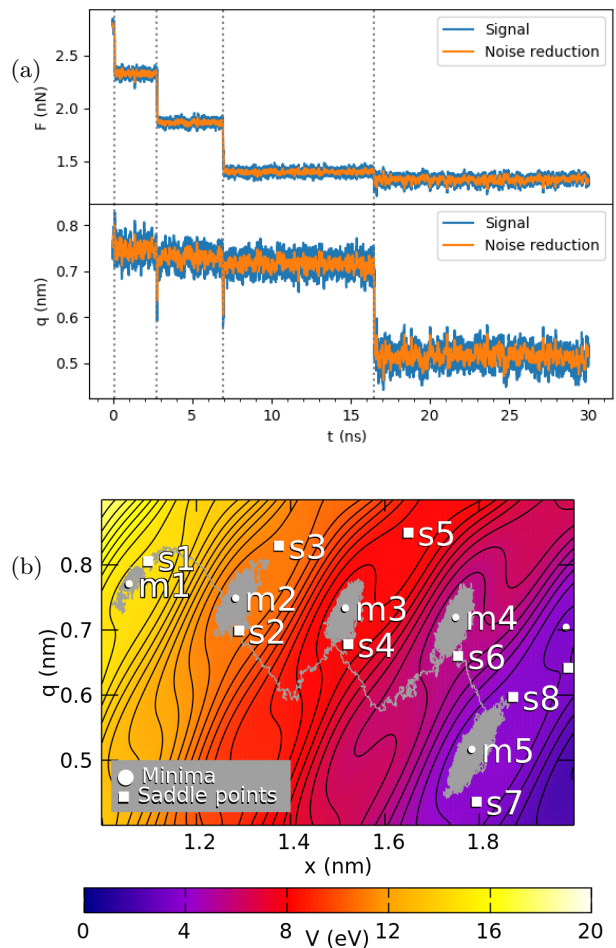 (a)
F (nN)
2.5
2.0
1.5
Signal
Noise reduction
q (nm)
0.8
0.7
0.6
0.5
Signal
Noise reduction
0 5 10 15 20 25 30
t (ns)
(b)
q (nm)
0.8
0.7
0.6
0.5
s1
m1
s3
m2
s2
s5
m3
s4
m4
s6
s8
m5
s7
Minima
Saddle points
1.2 1.4 1.6 1.8
x (nm)
0 4 8 12 16 20
V (eV)